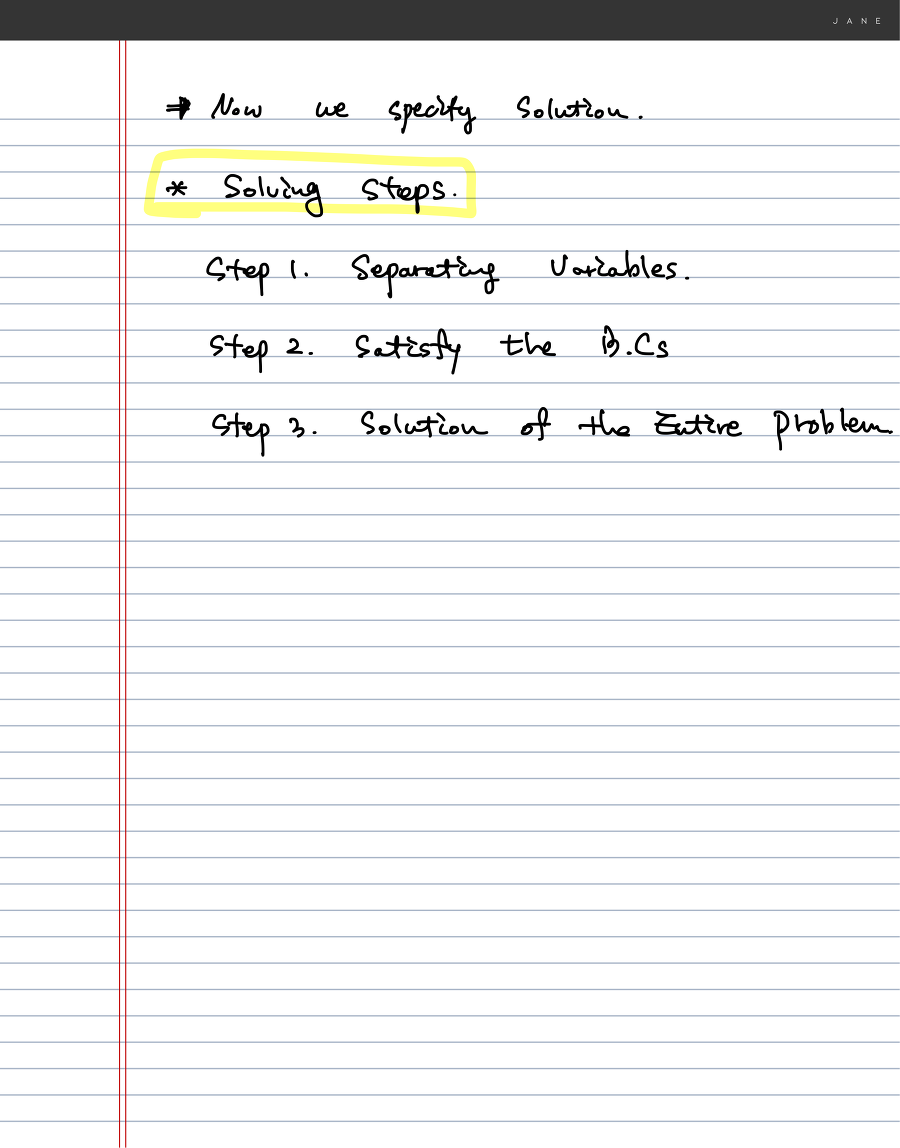 JANE
⇒ Now we specify Solution.
* Solving Steps.
Step 1. Separating Variables.
Step 2. Satisfy the B.Cs
Step 3. Solution of the Entire Problem.